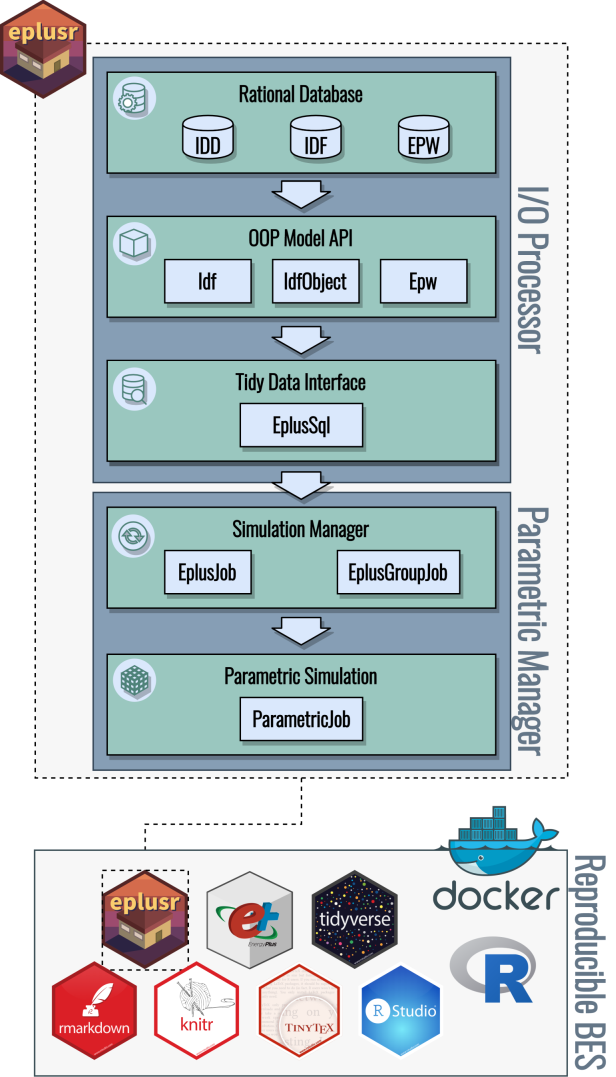 eplusr
Rational Database
IDD
IDF
EPW
OOP Model API
Idf
IdfObject
Epw
Tidy Data Interface
EplusSql
I/O Processor
Simulation Manager
EplusJob
EplusGroupJob
Parametric Simulation
ParametricJob
Parametric Manager
docker
eplusr
e+
EnergyPlus
tidyverse
R
rmarkdown
knitr
TINYTEX
R Studio
Reproducible BES